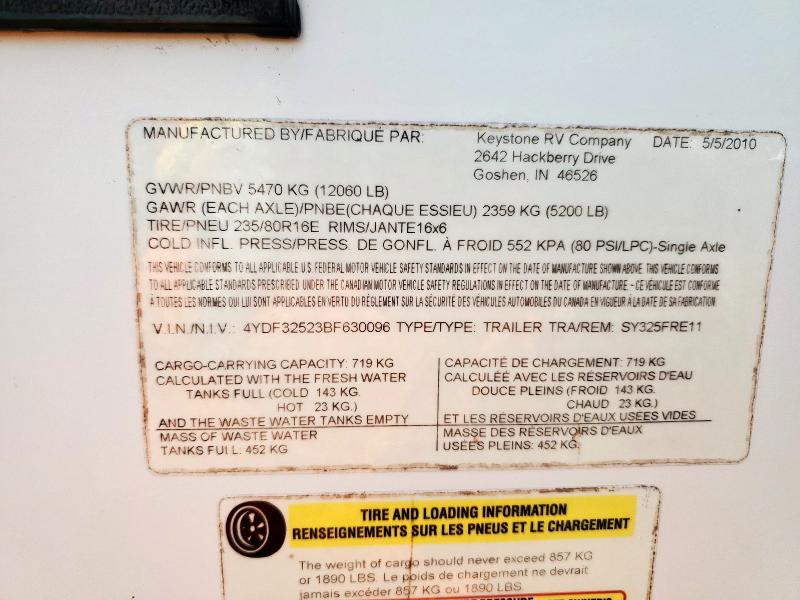 MANUFACTURED BY/FABRIQUÉ PAR: Keystone RV Company DATE: 5/5/2010
2642 Hackberry Drive
Goshen, IN 46526
GVWR/PNBV 5470 KG (12060 LB)
GAWR (EACH AXLE)/PNBE(CHAQUE ESSIEU) 2359 KG (5200 LB)
TIRE/PNEU 235/80R16E RIMS/JANTE16x6
COLD INFL. PRESS/PRESS. DE GONFL. À FROID 552 KPA (80 PSI/LPC)-Single Axle
THIS VEHICLE CONFORMS TO ALL APPLICABLE U.S. FEDERAL MOTOR VEHICLE SAFETY STANDARDS IN EFFECT ON THE DATE OF MANUFACTURE SHOWN ABOVE. THIS VEHICLE CONFORMS
TO ALL APPLICABLE STANDARDS PRESCRIBED UNDER THE CANADIAN MOTOR VEHICLE SAFETY REGULATIONS IN EFFECT ON THE DATE OF MANUFACTURE - CE VÉHICULE EST CONFORME
À TOUTES LES NORMES QUI LUI SONT APPLICABLES EN VERTU DU RÈGLEMENT SUR LA SÉCURITÉ DES VÉHICULES AUTOMOBILES DU CANADA EN VIGUEUR À LA DATE DE SA FABRICATION
V.I.N./N.I.V.: 4YDF32523BF630096 TYPE/TYPE: TRAILER TRA/REM: SY325FRE11
CARGO-CARRYING CAPACITY: 719 KG
CALCULATED WITH THE FRESH WATER
TANKS FULL (COLD 143 KG.
HOT 23 KG.)
AND THE WASTE WATER TANKS EMPTY
MASS OF WASTE WATER
TANKS FULL: 452 KG
CAPACITÉ DE CHARGEMENT: 719 KG
CALCULÉE AVEC LES RÉSERVOIRS D'EAU
DOUCE PLEINS (FROID 143 KG.
CHAUD 23 KG.)
ET LES RÉSERVOIRS D'EAUX USÉES VIDES
MASSE DES RÉSERVOIRS D'EAUX
USÉES PLEINS: 452 KG.
TIRE AND LOADING INFORMATION
RENSEIGNEMENTS SUR LES PNEUS ET LE CHARGEMENT
The weight of cargo should never exceed 857 KG
or 1890 LBS. Le poids de chargement ne devrait
jamais excéder 857 KG ou 1890 LBS